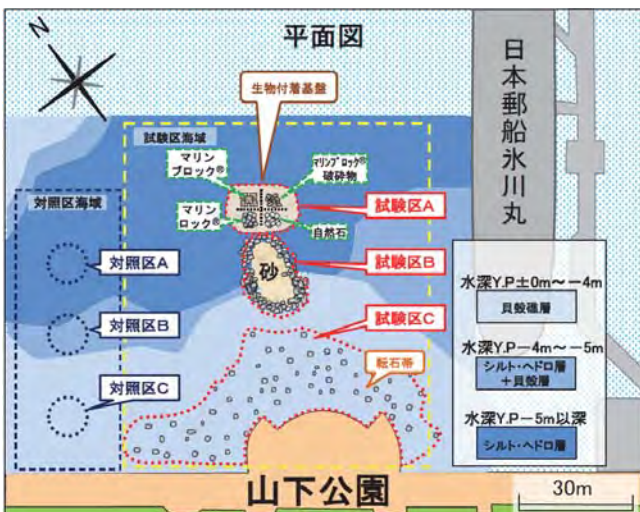 N
平面図
日本郵船氷川丸
生物付着基盤
試験区海域
マリン
ブロック®
マリンブロック®
破砕物
対照区海域
マリン
ロック®
自然石
試験区A
対照区A
砂
試験区B
対照区B
試験区C
対照区C
転石帯
水深Y.P±0m~-4m
貝殻礁層
水深Y.P-4m~-5m
シルト・ヘドロ層
+貝殻層
水深Y.P-5m以深
シルト・ヘドロ層
山下公園
30m